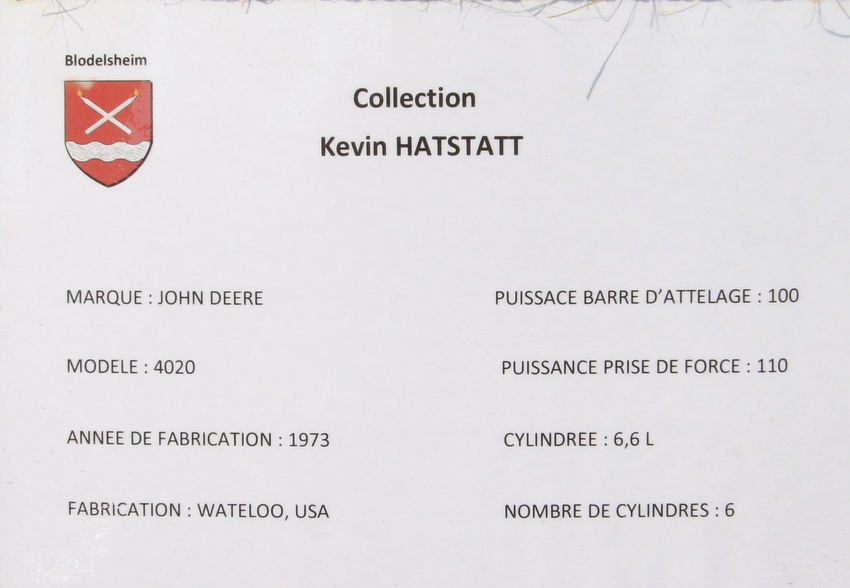 Blodelsheim
Collection
Kevin HATSTATT
MARQUE : JOHN DEERE
MODELE : 4020
ANNEE DE FABRICATION : 1973
FABRICATION : WATELOO, USA
PUISSACE BARRE D’ATTELAGE : 100
PUISSANCE PRISE DE FORCE : 110
CYLINDREE : 6,6 L
NOMBRE DE CYLINDRES : 6